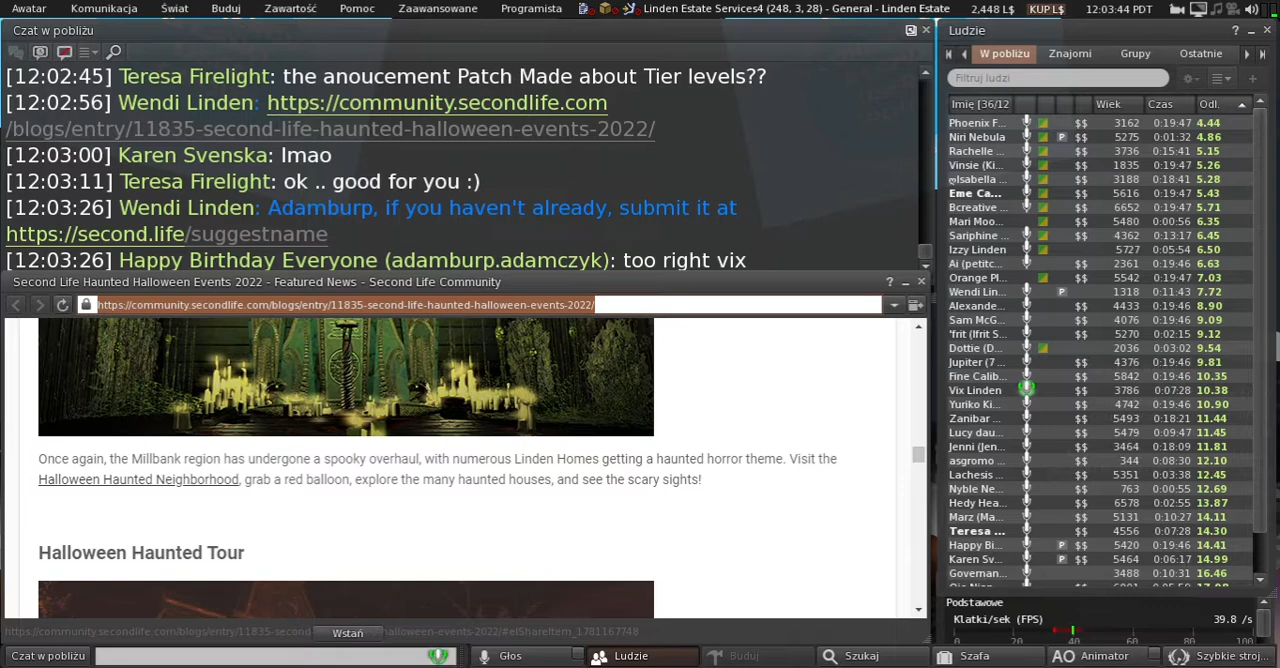 Awatar Komunikacja Świat Buduj Zawartość Pomoc Zaawansowane Programista Linden Estate Services4 (248, 3, 28) - General - Linden Estate 2,448 L$ KUP L$ 12:03:44 PDT
Czat w pobliżu
[12:02:45] Teresa Firelight: the anoucement Patch Made about Tier levels??
[12:02:56] Wendi Linden: https://community.secondlife.com
/blogs/entry/11835-second-life-haunted-halloween-events-2022/
[12:03:00] Karen Svenska: lmao
[12:03:11] Teresa Firelight: ok .. good for you :)
[12:03:26] Wendi Linden: Adamburp, if you haven't already, submit it at
https://second.life/suggestname
[12:03:26] Happy Birthday Everyone (adamburp.adamczyk): too right vix
Second Life Haunted Halloween Events 2022 - Featured News - Second Life Community
https://community.secondlife.com/blogs/entry/11835-second-life-haunted-halloween-events-2022/
Once again, the Millbank region has undergone a spooky overhaul, with numerous Linden Homes getting a haunted horror theme. Visit the
Halloween Haunted Neighborhood, grab a red balloon, explore the many haunted houses, and see the scary sights!
Halloween Haunted Tour
https://community.secondlife.com/blogs/entry/11835-second
Wstań
halloween-events-2022/#elShareItem_1781167748
Ludzie
W pobliżu Znajomi Grupy Ostatnie
Filtruj ludzi
Imię [36/12 Wiek Czas Odl.
Phoenix F... $$ 3162 0:19:47 4.44
Niri Nebula P $$ 5275 0:01:32 4.86
Rachelle ... $$ 3736 0:15:41 5.15
Vinsie (Ki... $$ 1835 0:19:47 5.26
Isabella ... $$ 3188 0:18:41 5.28
Eme Ca... $$ 5616 0:19:47 5.43
Bcreative ... $$ 6652 0:19:47 5.71
Mari Moo... $$ 5480 0:00:56 6.35
Sariphine ... $$ 4362 0:13:17 6.45
Izzy Linden 5727 0:05:54 6.50
Ai (petitc... $$ 2361 0:19:46 6.63
Orange Pl... $$ 5542 0:19:47 7.03
Wendi Lin... P 1318 0:11:43 7.72
Alexande... $$ 4433 0:19:46 8.90
Sam McG... $$ 4076 0:19:46 9.09
'frit (Ifrit S... $$ 5270 0:02:15 9.12
Dottie (D... 2036 0:03:02 9.54
Jupiter (7 ... $$ 4376 0:19:46 9.81
Fine Calib... $$ 5842 0:19:46 10.35
Vix Linden 3786 0:07:28 10.38
Yuriko Ki... $$ 4742 0:19:46 10.90
Zanibar ... $$ 5493 0:18:21 11.44
Lucy dau... $$ 5479 0:09:47 11.45
Jenni (Jen... $$ 4363 0:18:09 11.81
asgromo ... $$ 344 0:08:30 12.10
Lachesis ... $$ 5351 0:03:38 12.45
Nyble Ne... $$ 763 0:00:55 12.69
Hedy Hea... $$ 6578 0:02:55 13.87
Marz (Ma... $$ 5131 0:10:27 14.11
Teresa ... $$ 4556 0:07:28 14.30
Happy Bi... P $$ 5420 0:19:46 14.41
Karen Sv... P $$ 5464 0:06:17 14.99
Governan... 3488 0:10:31 16.46
Podstawowe
Klatki/sek (FPS) 39.8 /s
0 20 40 60 80 100
Czat w pobliżu Głos Ludzie Buduj Szukaj Szafa AO Animator Szybkie stroj...